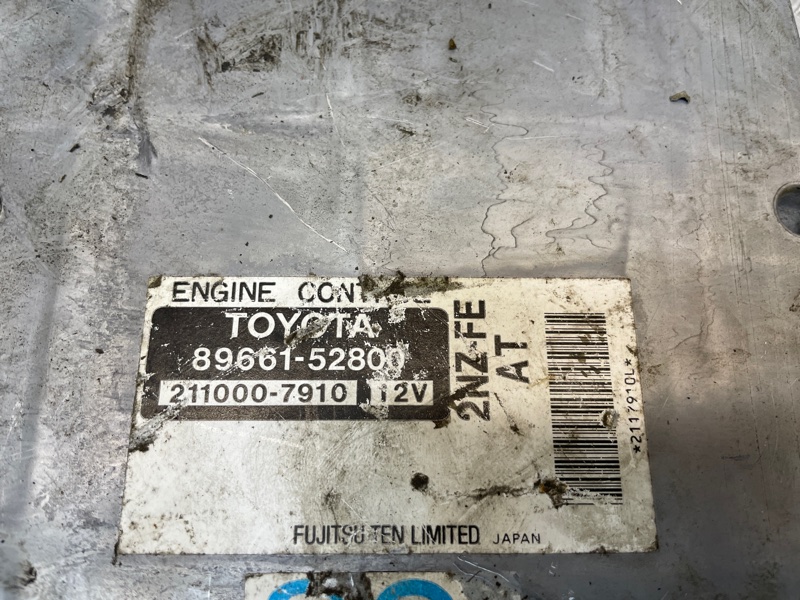 ENGINE CONTROL
TOYOTA
89661-52800
211000-7910 12V
2NZ-FE
AT
*2117910L*
FUJITSU TEN LIMITED JAPAN